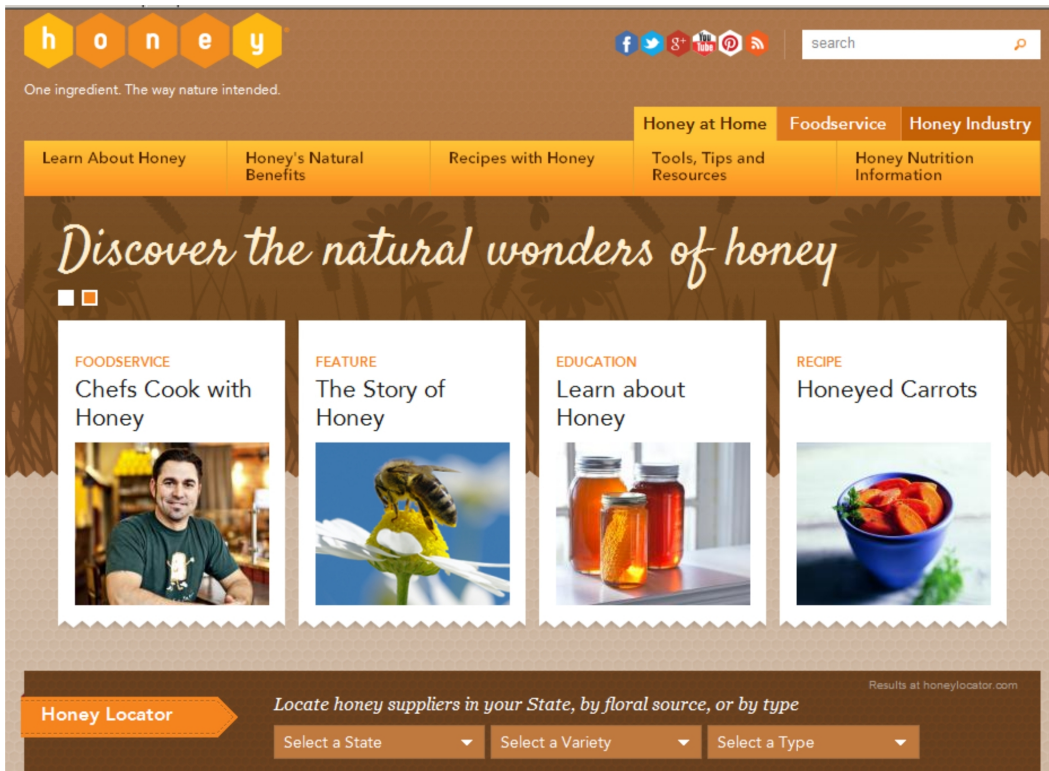 honey
One ingredient. The way nature intended.
f g+ You Tube
search
Honey at Home Foodservice Honey Industry
Learn About Honey
Honey's Natural
Benefits
Recipes with Honey
Tools, Tips and
Resources
Honey Nutrition
Information
Discover the natural wonders of honey
FOODSERVICE
Chefs Cook with
Honey
FEATURE
The Story of
Honey
EDUCATION
Learn about
Honey
RECIPE
Honeyed Carrots
Results at honeylocator.com
Honey Locator
Locate honey suppliers in your State, by floral source, or by type
Select a State Select a Variety Select a Type